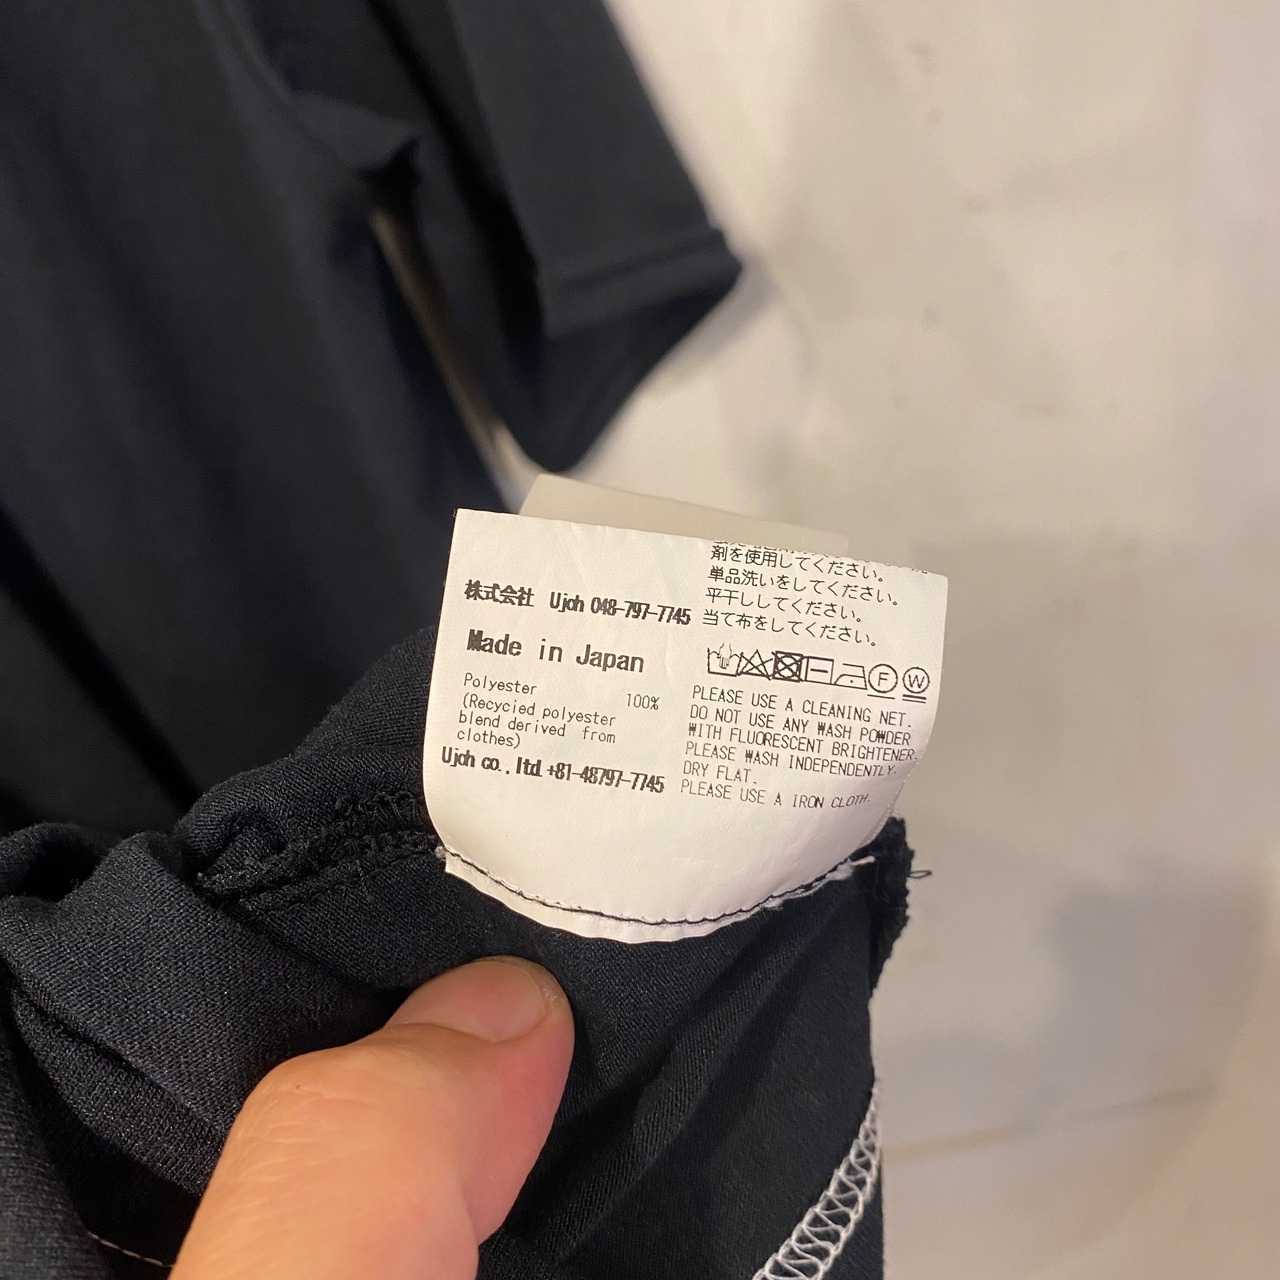 株式会社 Ujoh 048-797-7745
Made in Japan
Polyester 100%
(Recycied polyester
blend derived from
clothes)
Ujoh co., ltd. +81-48797-7745
剤を使用してください。
単品洗いをしてください。
平干ししてください。
当て布をしてください。
F W
PLEASE USE A CLEANING NET.
DO NOT USE ANY WASH POWDER
WITH FLUORESCENT BRIGHTENER.
PLEASE WASH INDEPENDENTLY.
DRY FLAT.
PLEASE USE A IRON CLOTH.